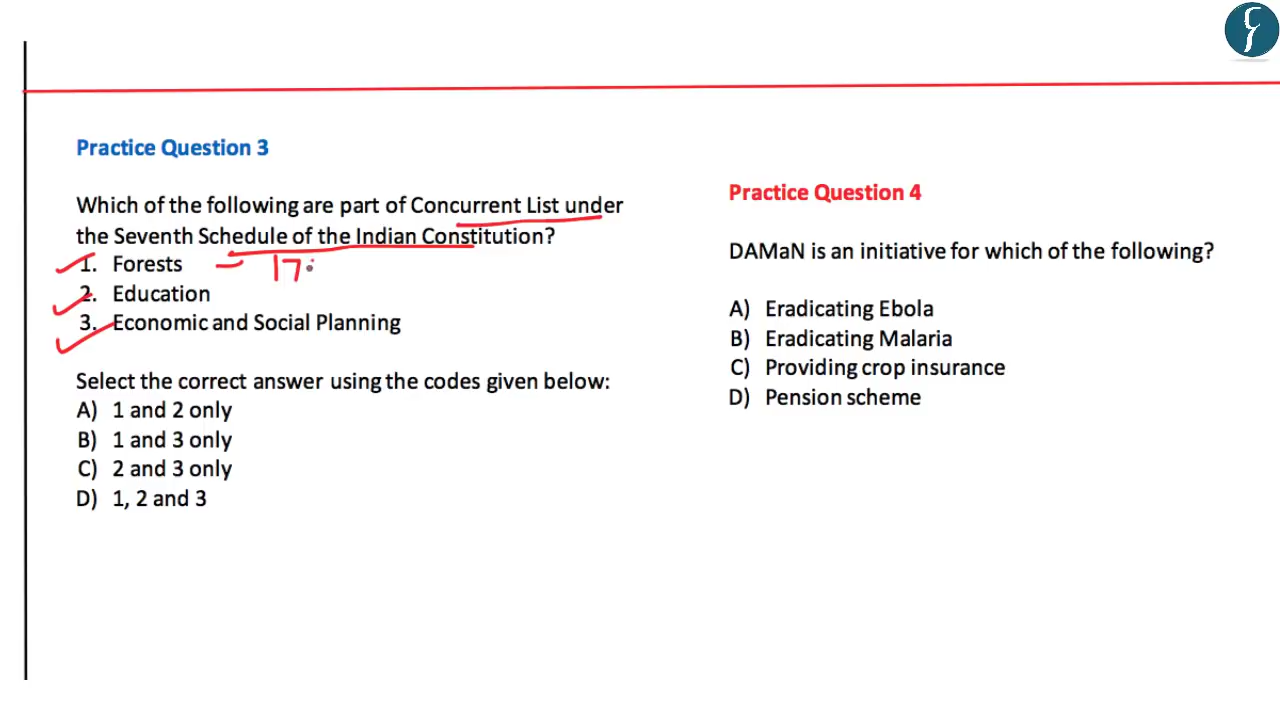 Practice Question 3
Which of the following are part of Concurrent List under
the Seventh Schedule of the Indian Constitution?
1. Forests – 17
2. Education
3. Economic and Social Planning
Select the correct answer using the codes given below:
A) 1 and 2 only
B) 1 and 3 only
C) 2 and 3 only
D) 1, 2 and 3
Practice Question 4
DAMaN is an initiative for which of the following?
A) Eradicating Ebola
B) Eradicating Malaria
C) Providing crop insurance
D) Pension scheme